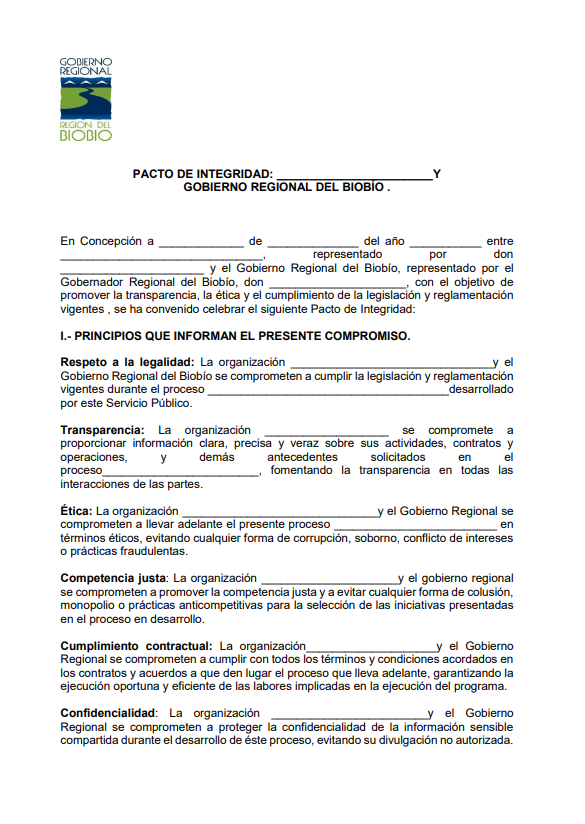 GOBIERNO
REGIONAL
REGIÓN DEL
BIOBIO
PACTO DE INTEGRIDAD: ________________________Y
GOBIERNO REGIONAL DEL BIOBÍO .
En Concepción a _____________ de ______________ del año __________ entre
_______________________________, representado por don
______________________ y el Gobierno Regional del Biobío, representado por el
Gobernador Regional del Biobío, don _____________________, con el objetivo de
promover la transparencia, la ética y el cumplimiento de la legislación y reglamentación
vigentes , se ha convenido celebrar el siguiente Pacto de Integridad:
I.- PRINCIPIOS QUE INFORMAN EL PRESENTE COMPROMISO.
Respeto a la legalidad: La organización _______________________________y el
Gobierno Regional del Biobío se comprometen a cumplir la legislación y reglamentación
vigentes durante el proceso _____________________________________desarrollado
por este Servicio Público.
Transparencia: La organización ___________________ se compromete a
proporcionar información clara, precisa y veraz sobre sus actividades, contratos y
operaciones, y demás antecedentes solicitados en el
proceso________________________, fomentando la transparencia en todas las
interacciones de las partes.
Ética: La organización ______________________________y el Gobierno Regional se
comprometen a llevar adelante el presente proceso _________________________ en
términos éticos, evitando cualquier forma de corrupción, soborno, conflicto de intereses
o prácticas fraudulentas.
Competencia justa: La organización _____________________y el gobierno regional
se comprometen a promover la competencia justa y a evitar cualquier forma de colusión,
monopolio o prácticas anticompetitivas para la selección de las iniciativas presentadas
en el proceso en desarrollo.
Cumplimiento contractual: La organización____________________y el Gobierno
Regional se comprometen a cumplir con todos los términos y condiciones acordados en
los contratos y acuerdos a que den lugar el proceso que lleva adelante, garantizando la
ejecución oportuna y eficiente de las labores implicadas en la ejecución del programa.
Confidencialidad: La organización ________________________y el Gobierno
Regional se comprometen a proteger la confidencialidad de la información sensible
compartida durante el desarrollo de éste proceso, evitando su divulgación no autorizada.